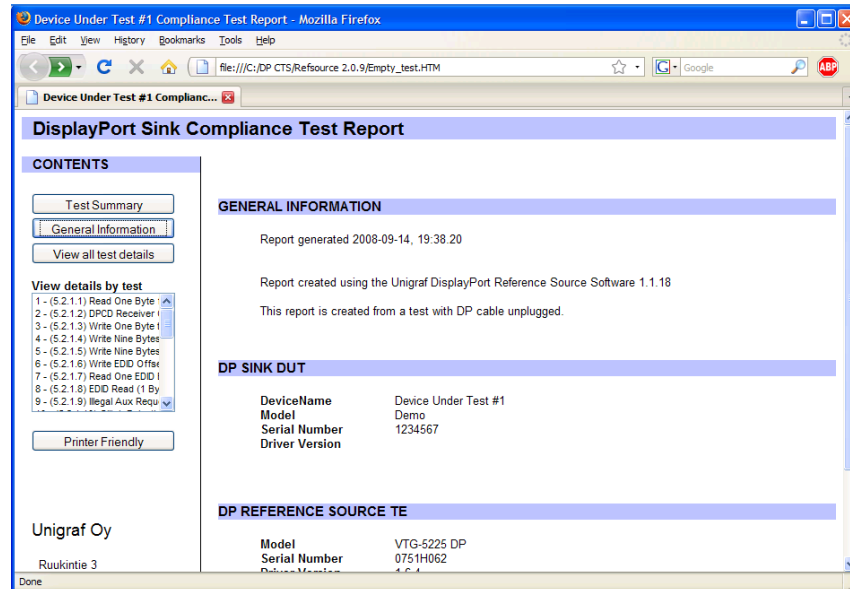 Device Under Test #1 Compliance Test Report - Mozilla Firefox
File Edit View History Bookmarks Tools Help
file:///C:/DP CTS/Refsource 2.0.9/Empty_test.HTM
G Google
ABP
Device Under Test #1 Complianc...
DisplayPort Sink Compliance Test Report
CONTENTS
Test Summary
General Information
View all test details
View details by test
1 - (5.2.1.1) Read One Byte
2 - (5.2.1.2) DPCD Receiver
3 - (5.2.1.3) Write One Byte
4 - (5.2.1.4) Write Nine Bytes
5 - (5.2.1.5) Write Nine Bytes
6 - (5.2.1.6) Write EDID Offse
7 - (5.2.1.7) Read One EDID
8 - (5.2.1.8) EDID Read (1 By
9 - (5.2.1.9) Illegal Aux Requ
Printer Friendly
Unigraf Oy
Ruukintie 3
GENERAL INFORMATION
Report generated 2008-09-14, 19:38.20
Report created using the Unigraf DisplayPort Reference Source Software 1.1.18
This report is created from a test with DP cable unplugged.
DP SINK DUT
DeviceName Device Under Test #1
Model Demo
Serial Number 1234567
Driver Version
DP REFERENCE SOURCE TE
Model VTG-5225 DP
Serial Number 0751H062
Driver Version 1.6.4
Done